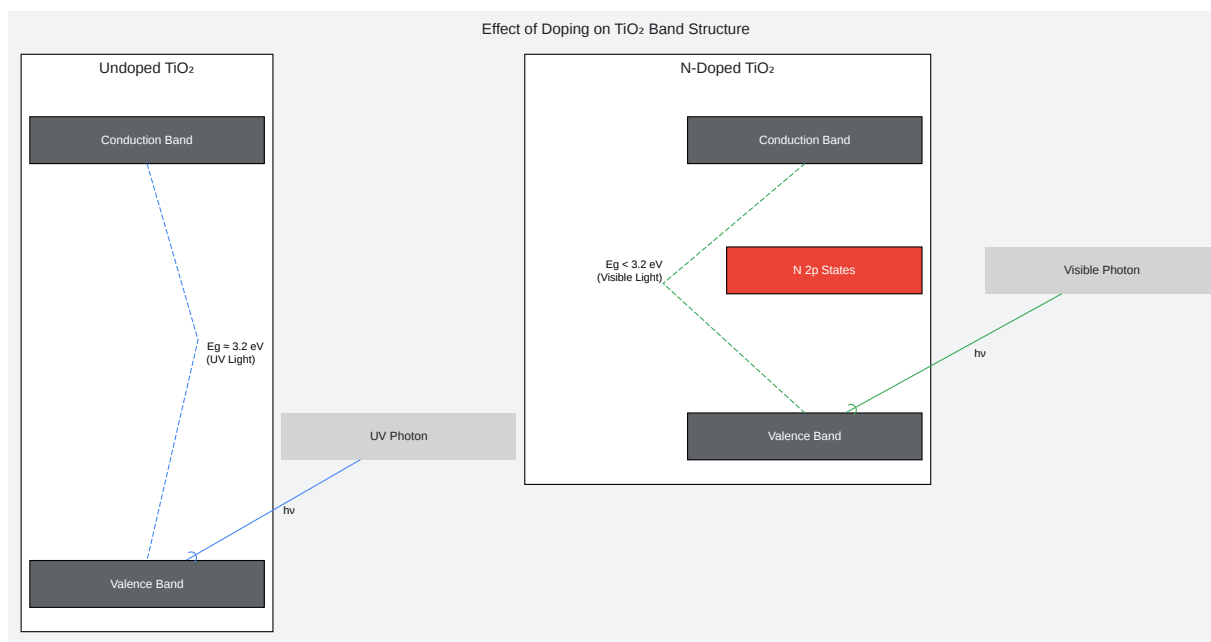 Effect of Doping on TiO₂ Band Structure
Undoped TiO₂
Conduction Band
Eg ≈ 3.2 eV
(UV Light)
Valence Band
UV Photon
hν
N-Doped TiO₂
Conduction Band
N 2p States
Eg < 3.2 eV
(Visible Light)
Valence Band
Visible Photon
hν